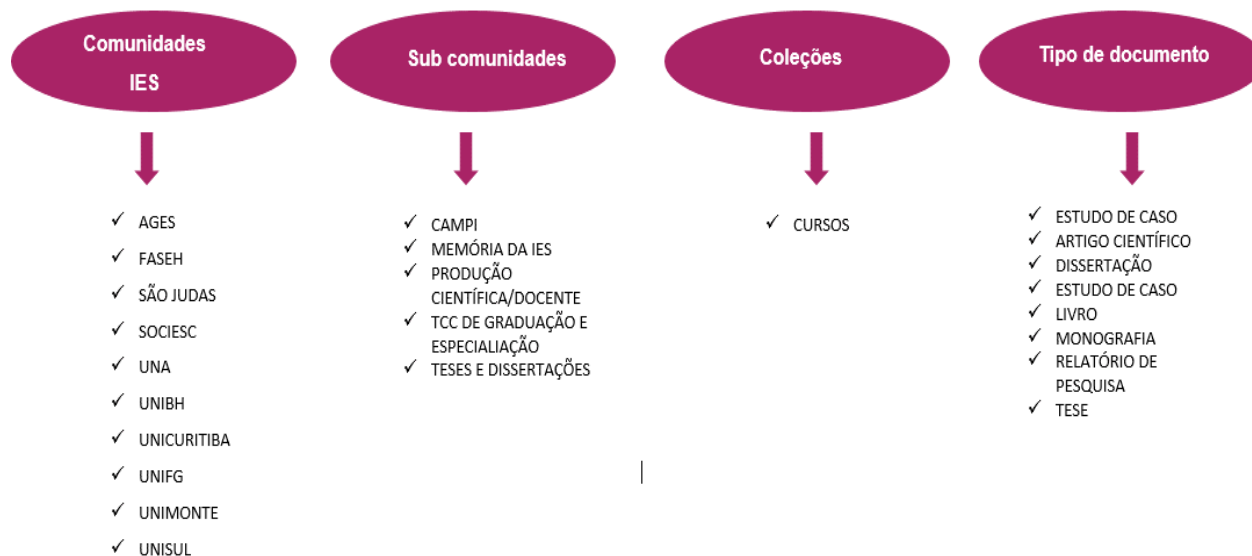 Comunidades
IES
✓ AGES
✓ FASEH
✓ SÃO JUDAS
✓ SOCIESC
✓ UNA
✓ UNIBH
✓ UNICURITIBA
✓ UNIFG
✓ UNIMONTE
✓ UNISUL
Sub comunidades
✓ CAMPI
✓ MEMÓRIA DA IES
✓ PRODUÇÃO
CIENTÍFICA/DOCENTE
✓ TCC DE GRADUAÇÃO E
ESPECIALIAÇÃO
✓ TESES E DISSERTAÇÕES
Coleções
✓ CURSOS
Tipo de documento
✓ ESTUDO DE CASO
✓ ARTIGO CIENTÍFICO
✓ DISSERTAÇÃO
✓ ESTUDO DE CASO
✓ LIVRO
✓ MONOGRAFIA
✓ RELATÓRIO DE
PESQUISA
✓ TESE